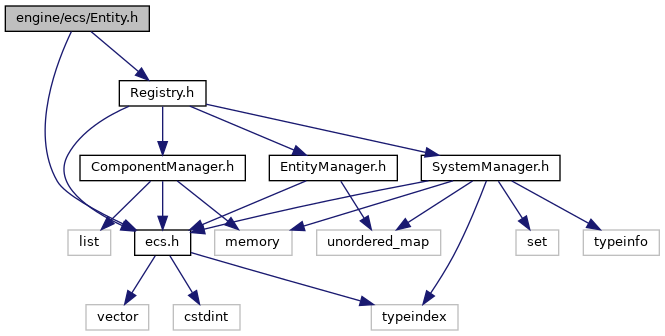 engine/ecs/Entity.h
Registry.h
ComponentManager.h
EntityManager.h
SystemManager.h
list
ecs.h
memory
unordered_map
set
typeinfo
vector
cstdint
typeindex